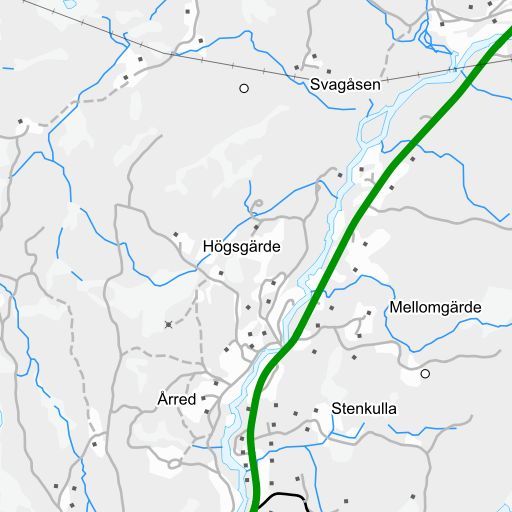 Svagåsen
Högsgärde
Mellomgärde
Årred
Stenkulla